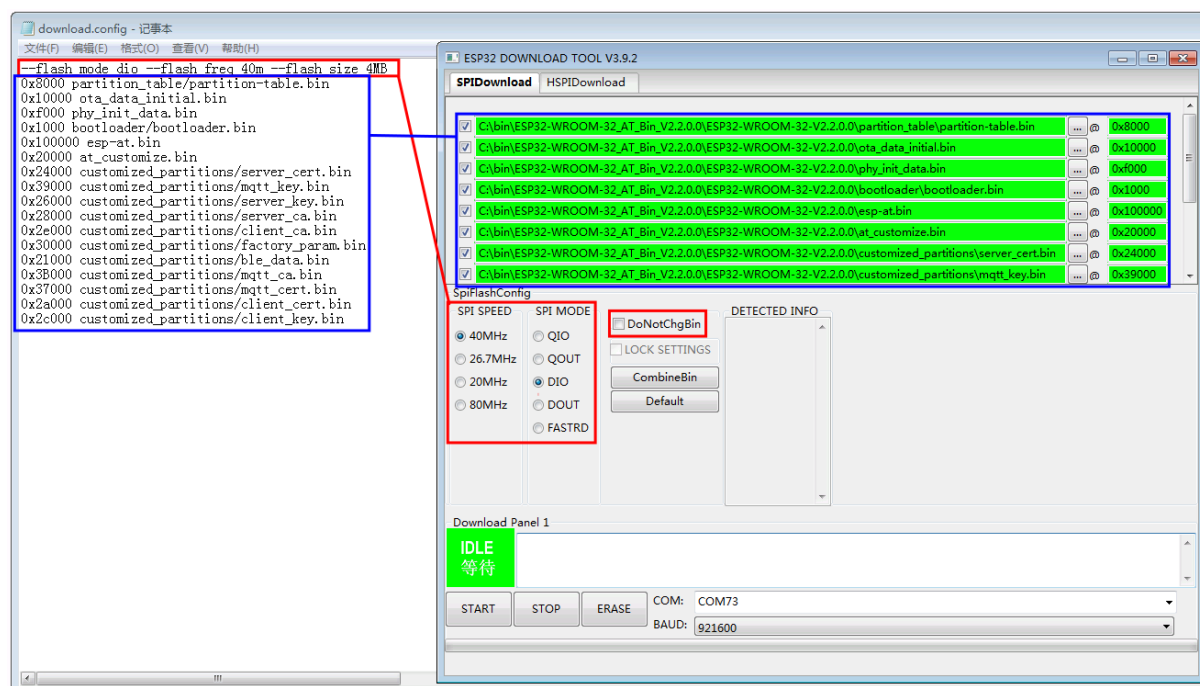 download.config - 记事本
文件(F) 编辑(E) 格式(O) 查看(V) 帮助(H)
--flash_mode dio --flash_freq 40m --flash_size 4MB
0x8000 partition_table/partition-table.bin
0x10000 ota_data_initial.bin
0xf000 phy_init_data.bin
0x1000 bootloader/bootloader.bin
0x100000 esp-at.bin
0x20000 at_customize.bin
0x24000 customized_partitions/server_cert.bin
0x39000 customized_partitions/mqtt_key.bin
0x26000 customized_partitions/server_key.bin
0x28000 customized_partitions/server_ca.bin
0x2e000 customized_partitions/client_ca.bin
0x30000 customized_partitions/factory_param.bin
0x21000 customized_partitions/ble_data.bin
0x3B000 customized_partitions/mqtt_ca.bin
0x37000 customized_partitions/mqtt_cert.bin
0x2a000 customized_partitions/client_cert.bin
0x2c000 customized_partitions/client_key.bin
ESP32 DOWNLOAD TOOL V3.9.2
SPIDownload HSPIDownload
C:\bin\ESP32-WROOM-32_AT_Bin_V2.2.0.0\ESP32-WROOM-32-V2.2.0.0\partition_table\partition-table.bin ... @ 0x8000
C:\bin\ESP32-WROOM-32_AT_Bin_V2.2.0.0\ESP32-WROOM-32-V2.2.0.0\ota_data_initial.bin ... @ 0x10000
C:\bin\ESP32-WROOM-32_AT_Bin_V2.2.0.0\ESP32-WROOM-32-V2.2.0.0\phy_init_data.bin ... @ 0xf000
C:\bin\ESP32-WROOM-32_AT_Bin_V2.2.0.0\ESP32-WROOM-32-V2.2.0.0\bootloader\bootloader.bin ... @ 0x1000
C:\bin\ESP32-WROOM-32_AT_Bin_V2.2.0.0\ESP32-WROOM-32-V2.2.0.0\esp-at.bin ... @ 0x100000
C:\bin\ESP32-WROOM-32_AT_Bin_V2.2.0.0\ESP32-WROOM-32-V2.2.0.0\at_customize.bin ... @ 0x20000
C:\bin\ESP32-WROOM-32_AT_Bin_V2.2.0.0\ESP32-WROOM-32-V2.2.0.0\customized_partitions\server_cert.bin ... @ 0x24000
C:\bin\ESP32-WROOM-32_AT_Bin_V2.2.0.0\ESP32-WROOM-32-V2.2.0.0\customized_partitions\mqtt_key.bin ... @ 0x39000
SpiFlashConfig
SPI SPEED
40MHz
26.7MHz
20MHz
80MHz
SPI MODE
QIO
QOUT
DIO
DOUT
FASTRD
DoNotChgBin
LOCK SETTINGS
CombineBin
Default
DETECTED INFO
Download Panel 1
IDLE
等待
START STOP ERASE
COM: COM73
BAUD: 921600